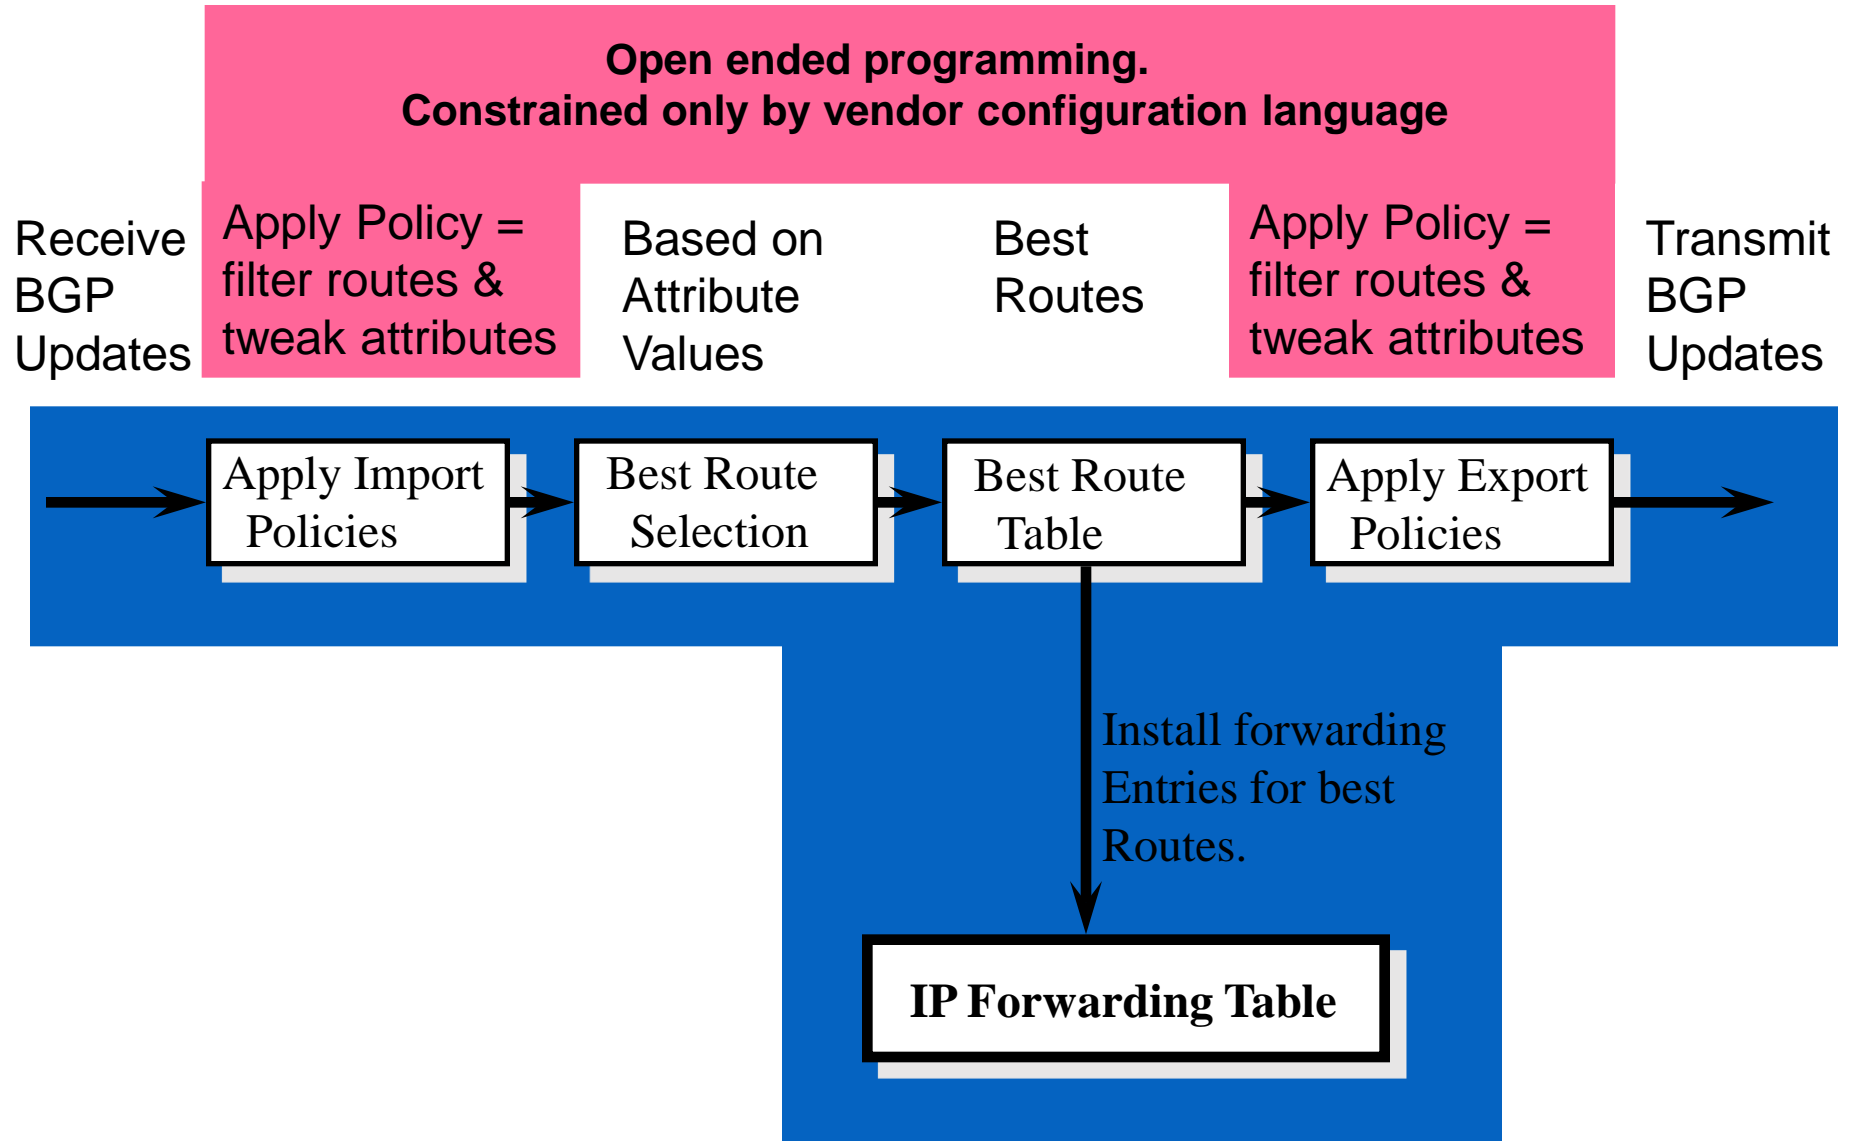 Open ended programming.
Constrained only by vendor configuration language
Receive
BGP
Updates
Apply Policy =
filter routes &
tweak attributes
Based on
Attribute
Values
Best
Routes
Apply Policy =
filter routes &
tweak attributes
Transmit
BGP
Updates
Apply Import
Policies
Best Route
Selection
Best Route
Table
Apply Export
Policies
Install forwarding
Entries for best
Routes.
IP Forwarding Table